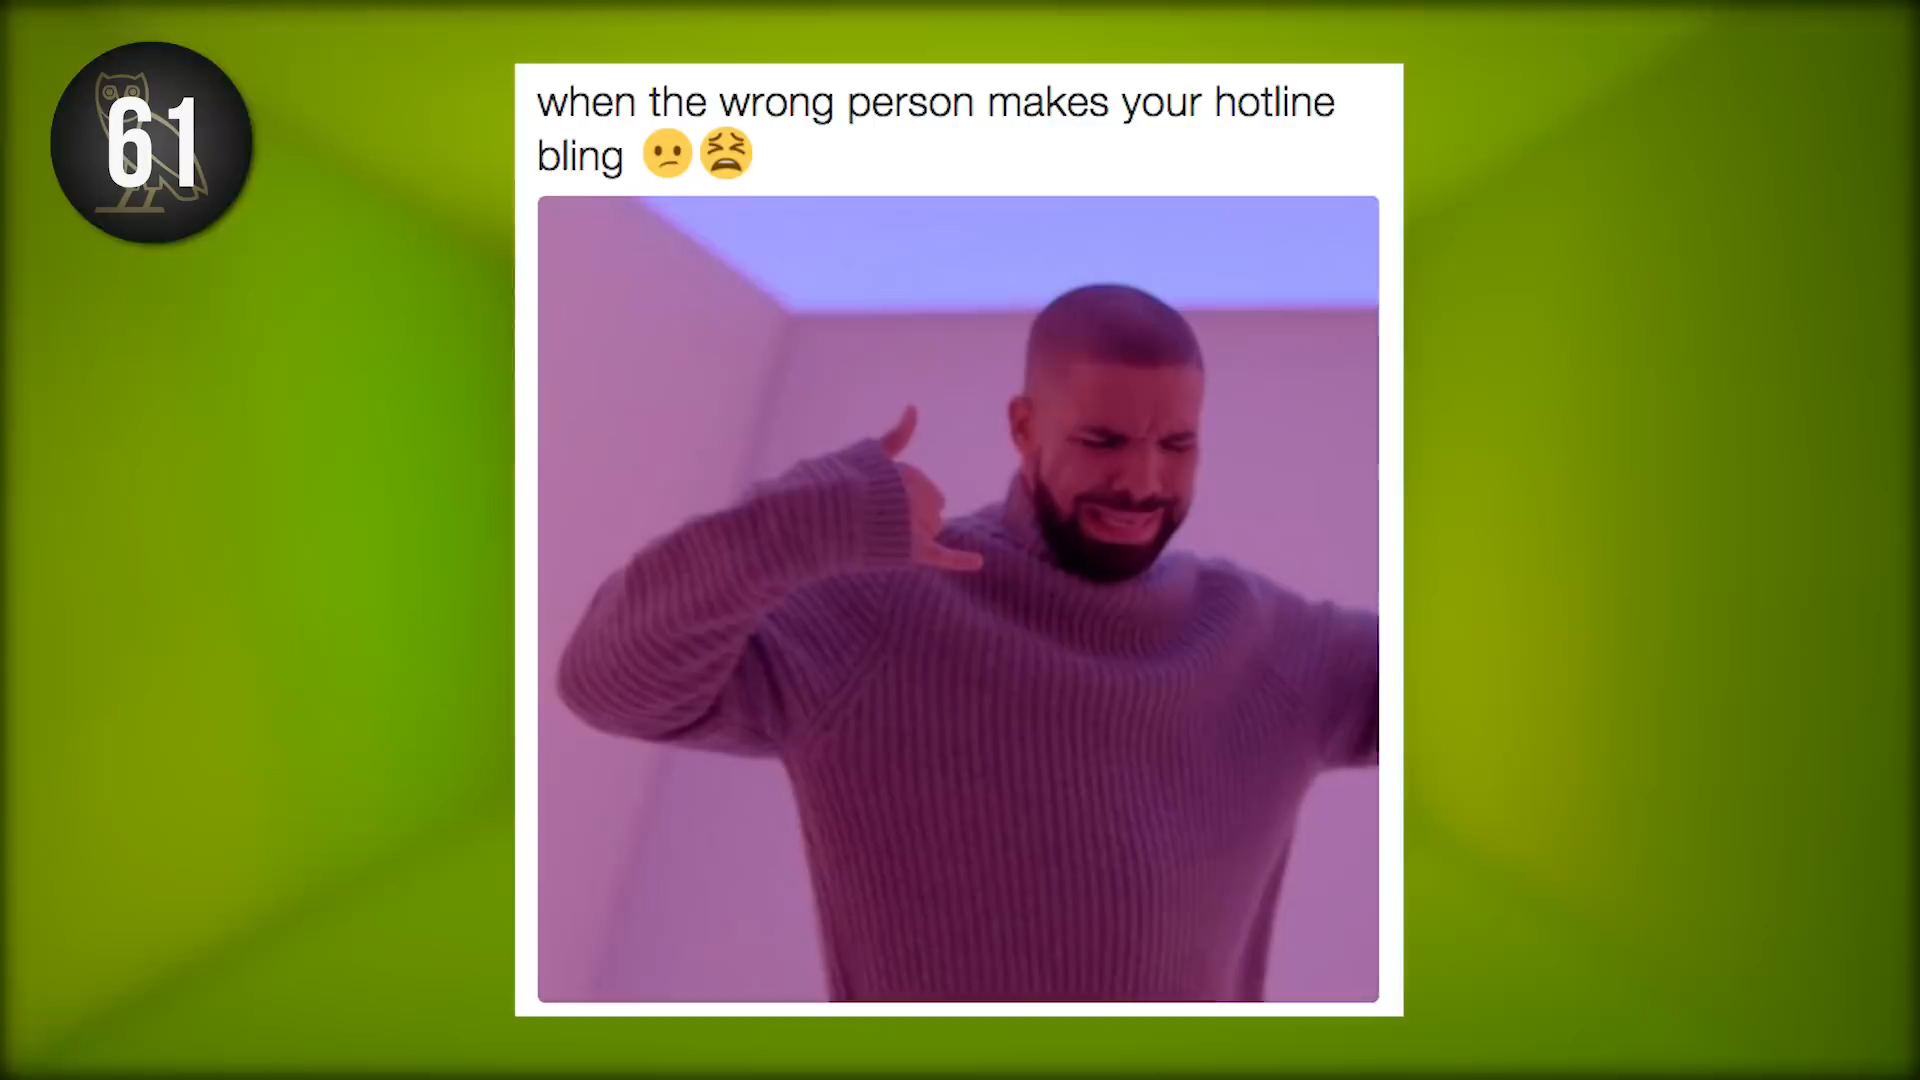 61
when the wrong person makes your hotline
bling 😕😫